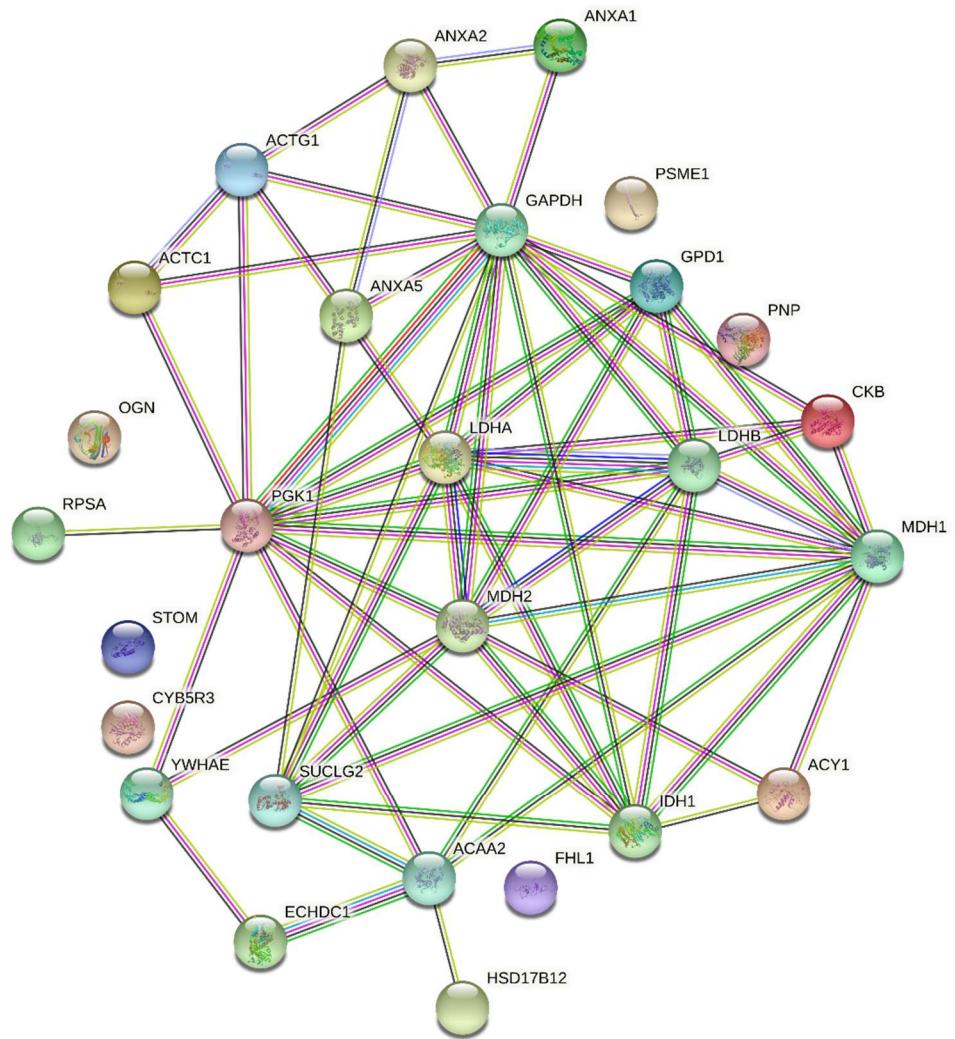 ANXA1
ANXA2
ACTG1
PSME1
GAPDH
GPD1
ACTC1
ANXA5
PNP
CKB
OGN
LDHA
LDHB
PGK1
RPSA
MDH1
MDH2
STOM
CYB5R3
YWHAE
SUCLG2
ACY1
IDH1
ACAA2
FHL1
ECHDC1
HSD17B12